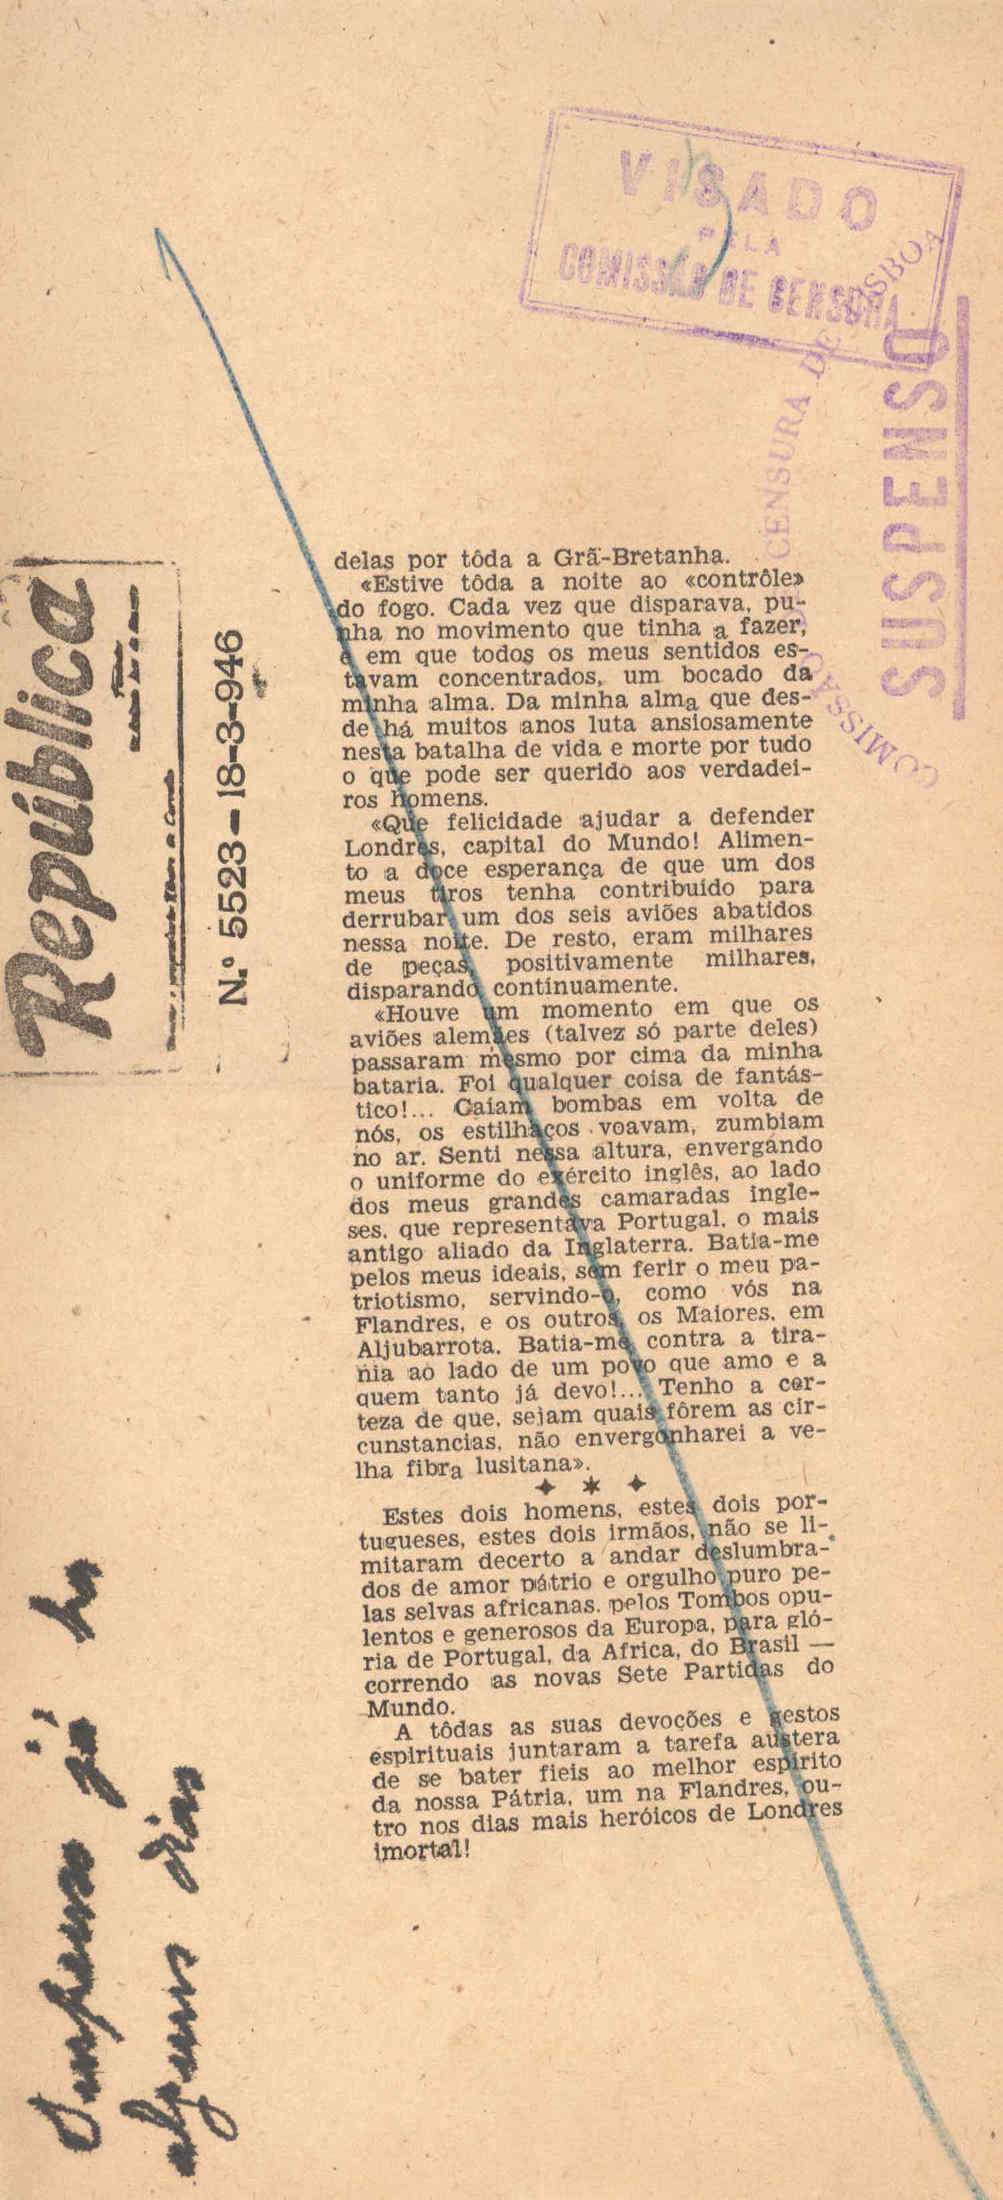 VISADO
PELA
COMISSÃO DE CENSURA
COMISSÃO DE CENSURA DE LISBOA
SUSPENSO
República
N.º 5523-18-3-946
delas por tôda a Grã-Bretanha.
«Estive tôda a noite ao «contrôle»
do fogo. Cada vez que disparava, pu-
nha no movimento que tinha a fazer,
e em que todos os meus sentidos es-
tavam concentrados, um bocado da
minha alma. Da minha alma que des-
de há muitos anos luta ansiosamente
nesta batalha de vida e morte por tudo
o que pode ser querido aos verdadei-
ros homens.
«Que felicidade ajudar a defender
Londres, capital do Mundo! Alimen-
to a doce esperança de que um dos
meus tiros tenha contribuído para
derrubar um dos seis aviões abatidos
nessa noite. De resto, eram milhares
de peças, positivamente milhares,
disparando continuamente.
«Houve um momento em que os
aviões alemães (talvez só parte deles)
passaram mesmo por cima da minha
bataria. Foi qualquer coisa de fantás-
tico!... Caiam bombas em volta de
nós, os estilhaços voavam, zumbiam
no ar. Senti nessa altura, envergando
o uniforme do exército inglês, ao lado
dos meus grandes camaradas ingle-
ses, que representava Portugal, o mais
antigo aliado da Inglaterra. Batia-me
pelos meus ideais, sem ferir o meu pa-
triotismo, servindo-o, como vós na
Flandres, e os outros, os Maiores, em
Aljubarrota. Batia-me contra a tira-
nia ao lado de um povo que amo e a
quem tanto já devo!... Tenho a cer-
teza de que, sejam quais fôrem as cir-
cunstancias, não envergonharei a ve-
lha fibra lusitana».
✦ ✶ ✦
Estes dois homens, estes dois por-
tugueses, estes dois irmãos, não se li-
mitaram decerto a andar deslumbra-
dos de amor pátrio e orgulho puro pe-
las selvas africanas, pelos Tombos opu-
lentos e generosos da Europa, para gló-
ria de Portugal, da Africa, do Brasil —
correndo as novas Sete Partidas do
Mundo.
A tôdas as suas devoções e gestos
espirituais juntaram a tarefa austera
de se bater fieis ao melhor espírito
da nossa Pátria, um na Flandres, ou-
tro nos dias mais heróicos de Londres
imortal!
Suspenso já ha
alguns dias